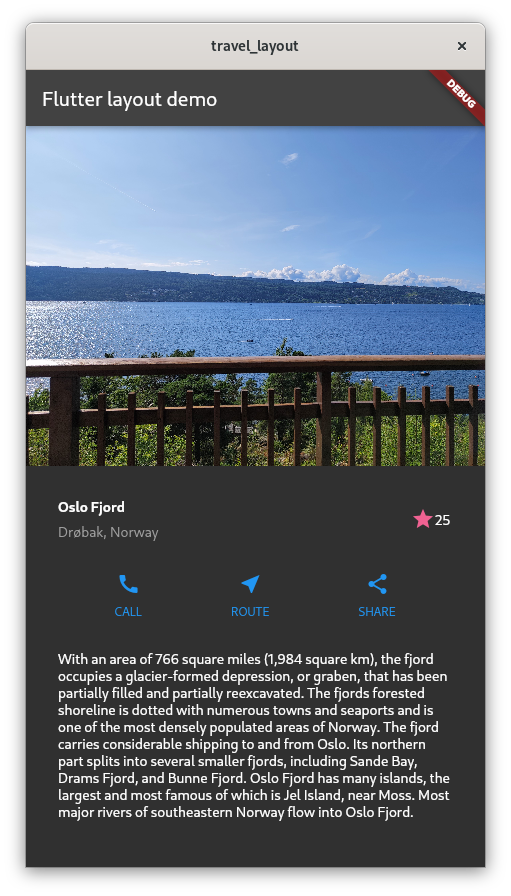 travel_layout
Flutter layout demo
DEBUG
Oslo Fjord
Drøbak, Norway
25
CALL
ROUTE
SHARE
With an area of 766 square miles (1,984 square km), the fjord
occupies a glacier-formed depression, or graben, that has been
partially filled and partially reexcavated. The fjords forested
shoreline is dotted with numerous towns and seaports and is
one of the most densely populated areas of Norway. The fjord
carries considerable shipping to and from Oslo. Its northern
part splits into several smaller fjords, including Sande Bay,
Drams Fjord, and Bunne Fjord. Oslo Fjord has many islands, the
largest and most famous of which is Jel Island, near Moss. Most
major rivers of southeastern Norway flow into Oslo Fjord.